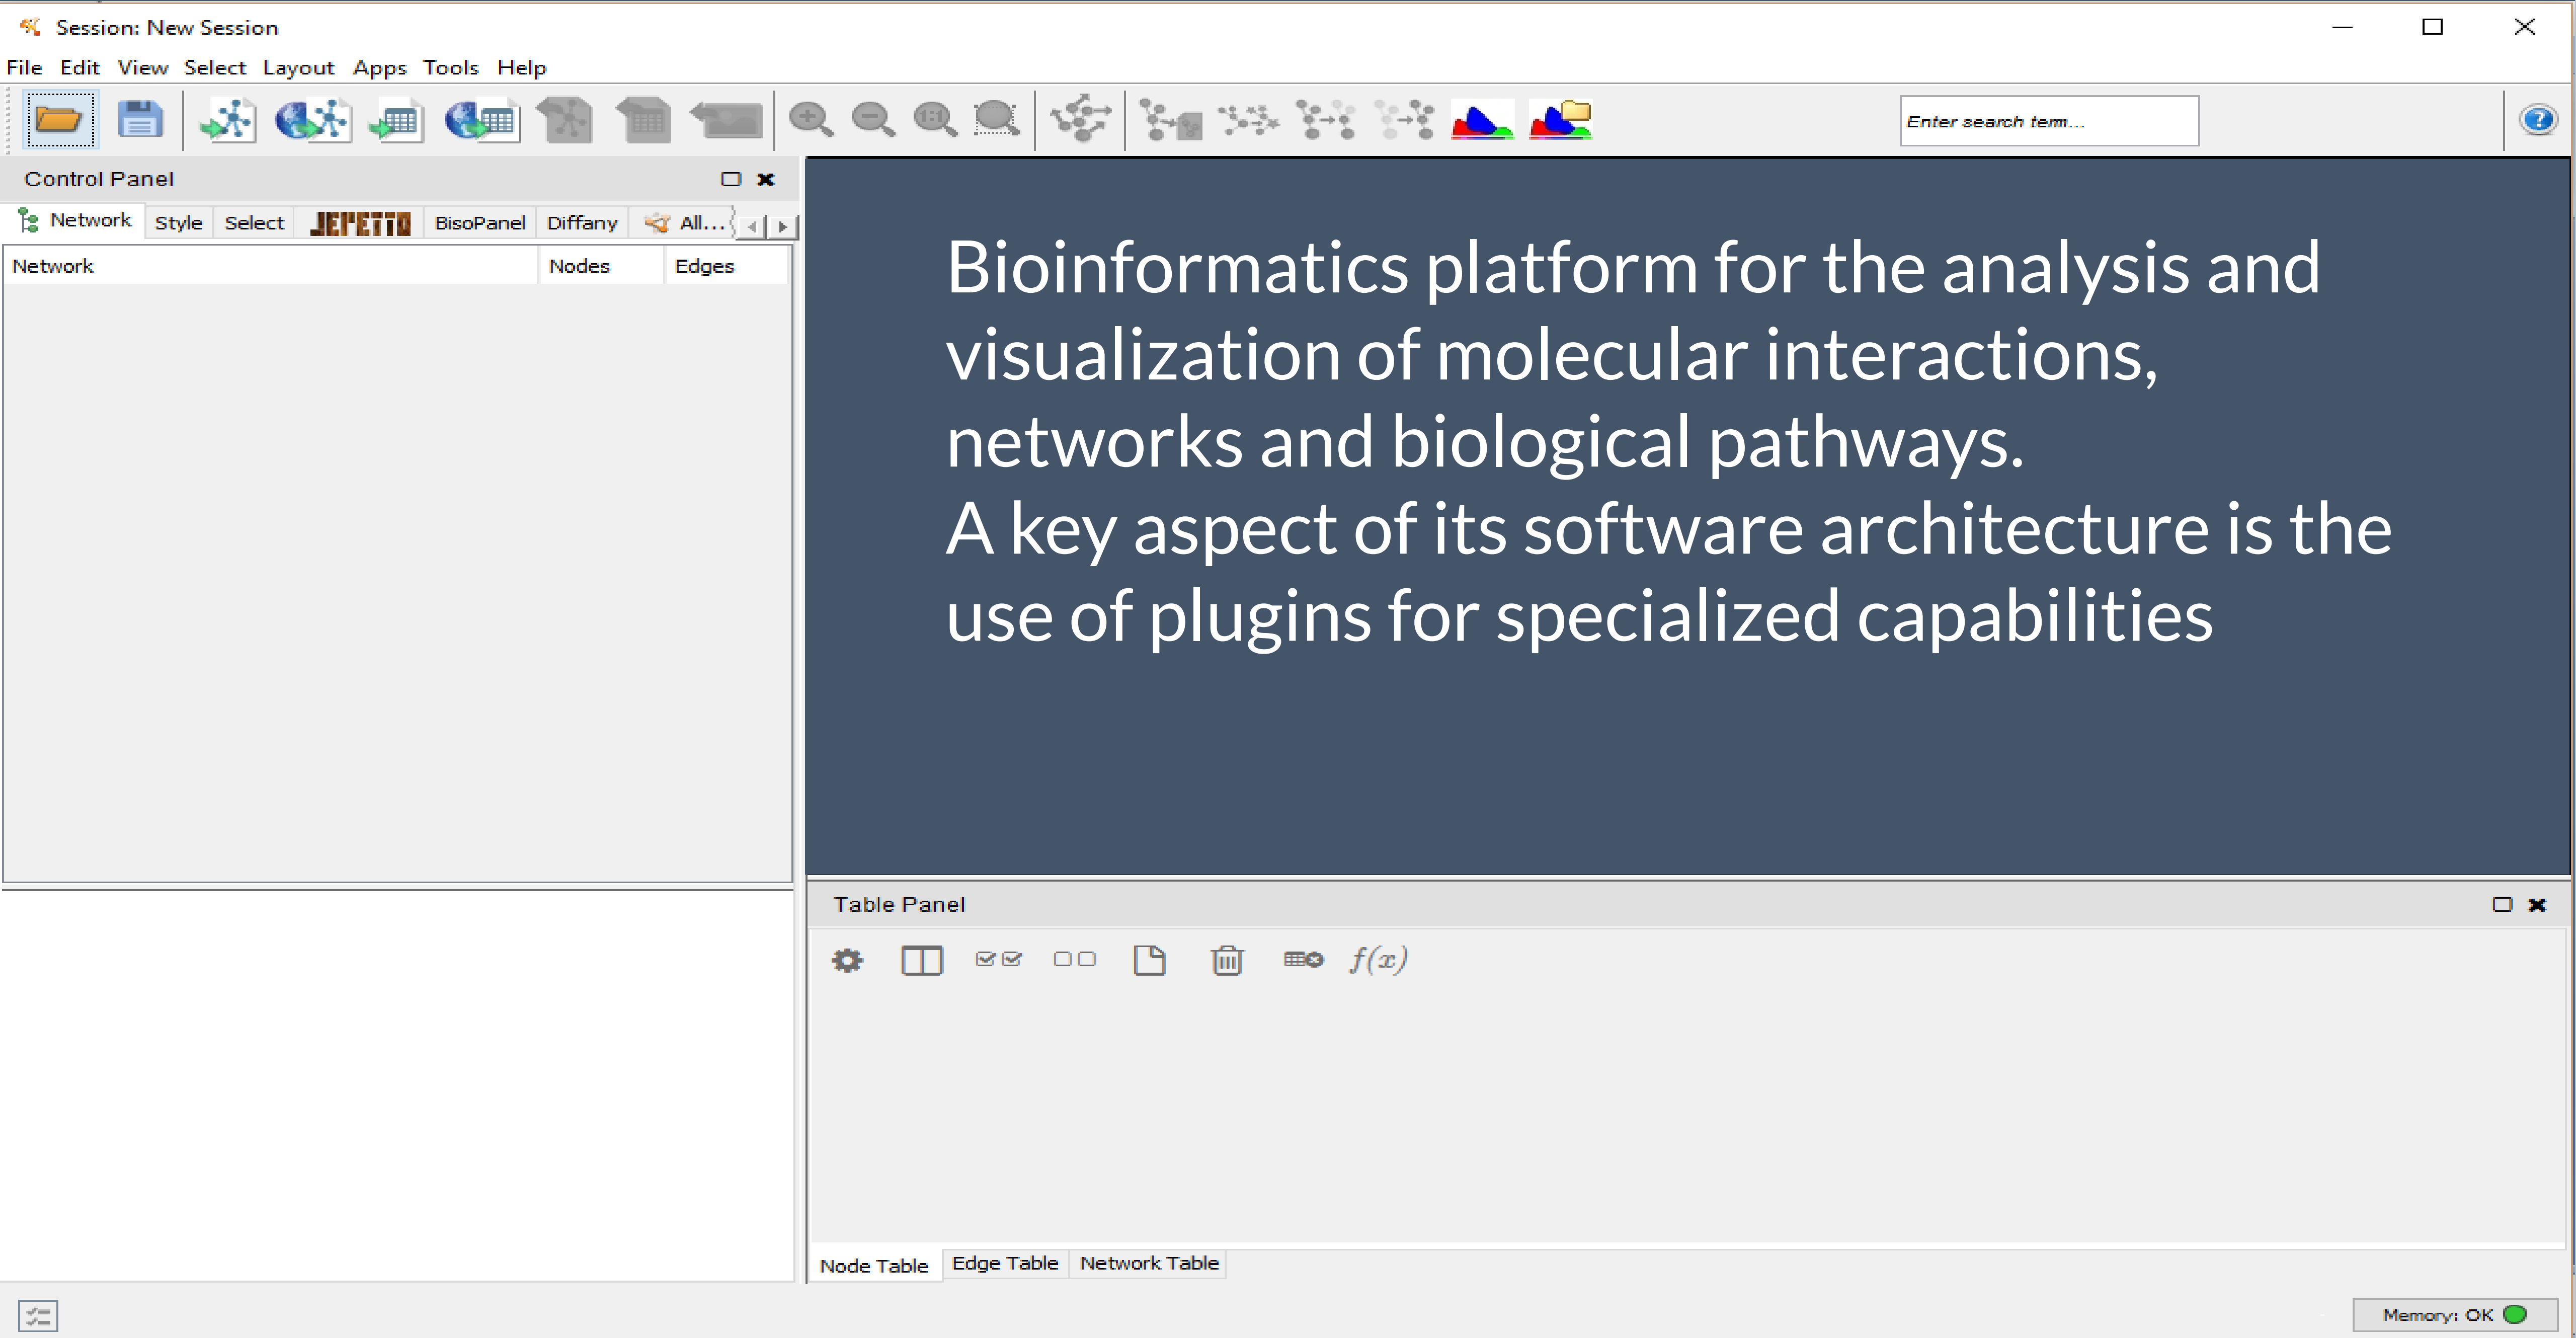 Session: New Session
File Edit View Select Layout Apps Tools Help
1:1
Enter search term...
?
Control Panel
Network Style Select JEPETTO BisoPanel Diffany All...
Network Nodes Edges
Bioinformatics platform for the analysis and
visualization of molecular interactions,
networks and biological pathways.
A key aspect of its software architecture is the
use of plugins for specialized capabilities
Table Panel
f(x)
Node Table Edge Table Network Table
Memory: OK